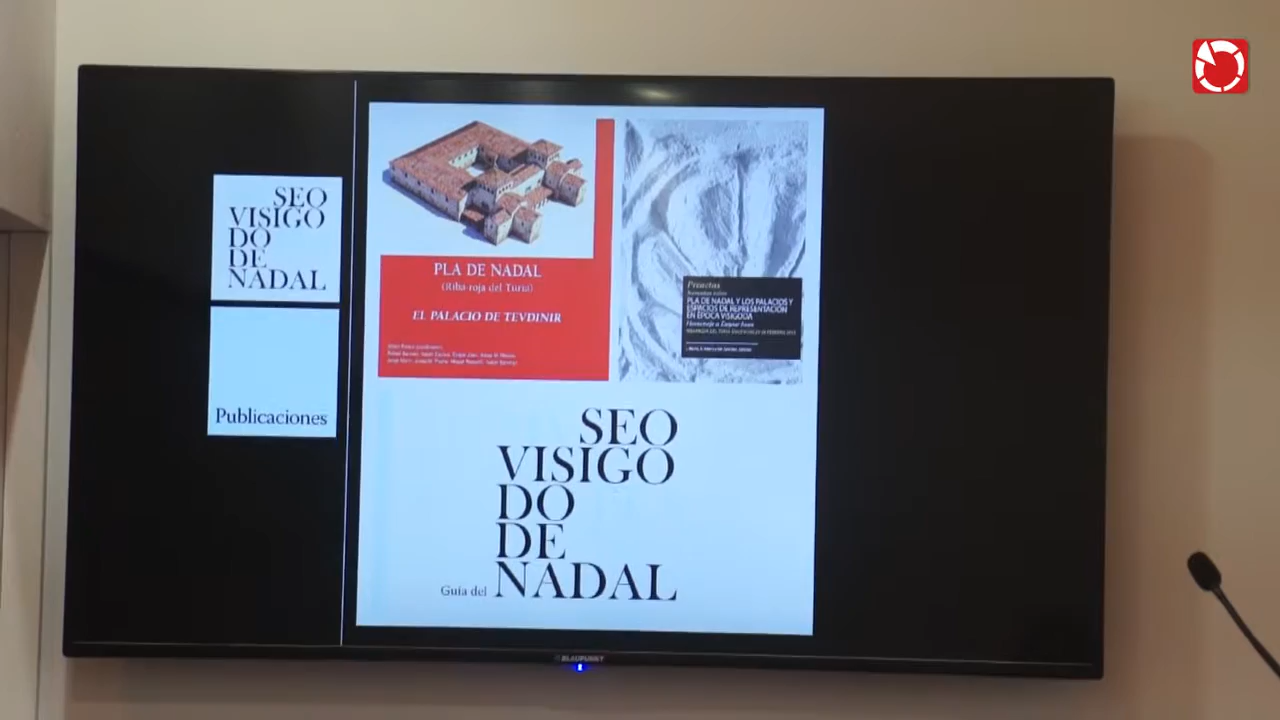 SEO
VISIGO
DO
DE
NADAL
Publicaciones
PLA DE NADAL
(Riba-roja del Turia)
EL PALACIO DE TEVDINIR
Preactas
PLA DE NADAL Y LOS PALACIOS Y
ESPACIOS DE REPRESENTACIÓN
EN ÉPOCA VISIGODA
SEO
VISIGO
DO
DE
Guía del NADAL
BLAUPUNKT